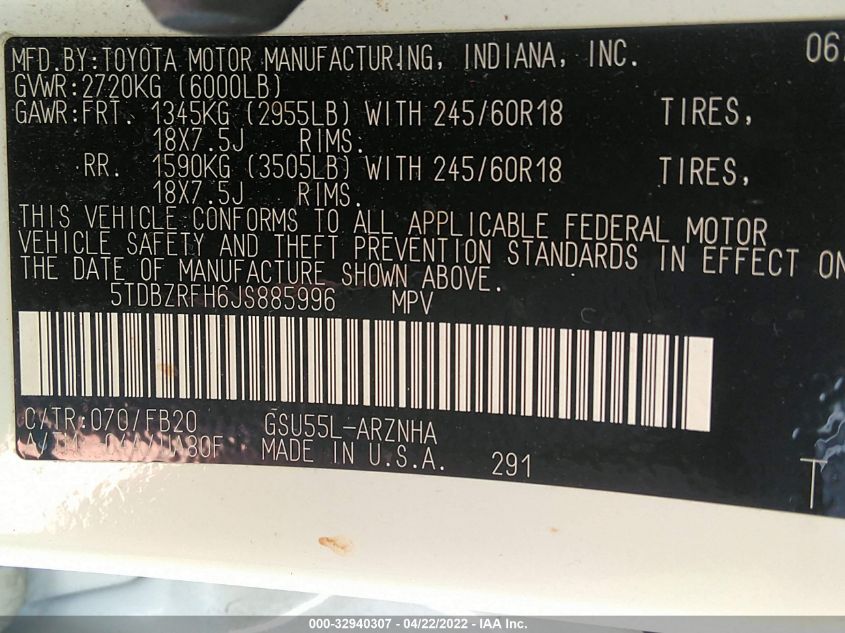 MFD.BY:TOYOTA MOTOR MANUFACTURING, INDIANA, INC. 06
GVWR:2720KG (6000LB)
GAWR:FRT. 1345KG (2955LB) WITH 245/60R18 TIRES,
18X7.5J RIMS.
RR. 1590KG (3505LB) WITH 245/60R18 TIRES,
18X7.5J RIMS.
THIS VEHICLE CONFORMS TO ALL APPLICABLE FEDERAL MOTOR
VEHICLE SAFETY AND THEFT PREVENTION STANDARDS IN EFFECT ON
THE DATE OF MANUFACTURE SHOWN ABOVE.
5TDBZRFH6JS885996 MPV
C/TR:070/FB20 GSU55L-ARZNHA
MADE IN U.S.A. 291
T
000-32940307 - 04/22/2022 - IAA Inc.